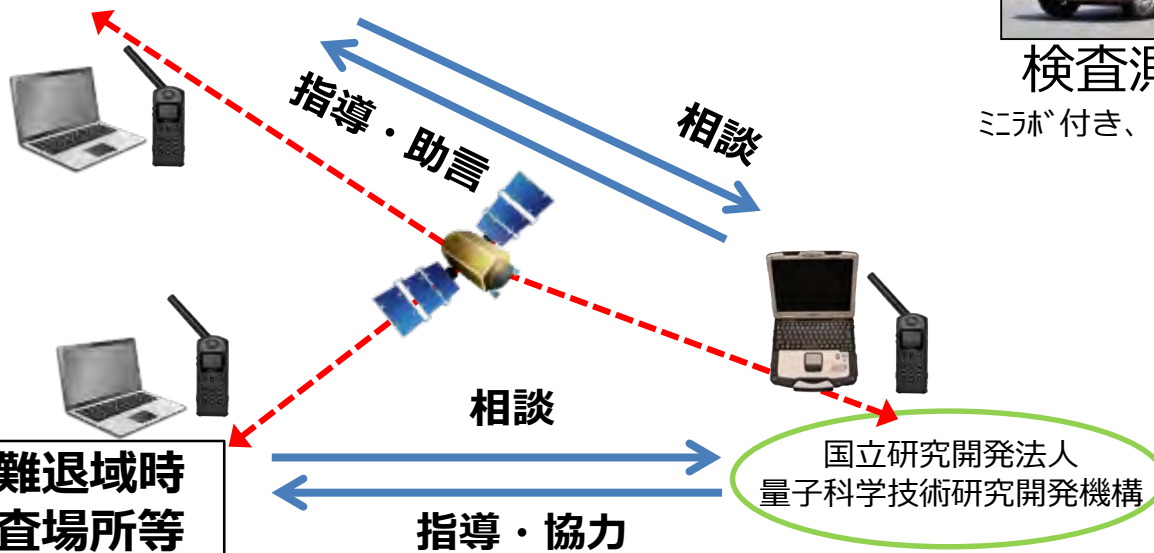 検査測
ﾐﾆﾗﾎﾞ付き、
指導・助言
相談
相談
難退域時
査場所等
国立研究開発法人
量子科学技術研究開発機構
指導・協力